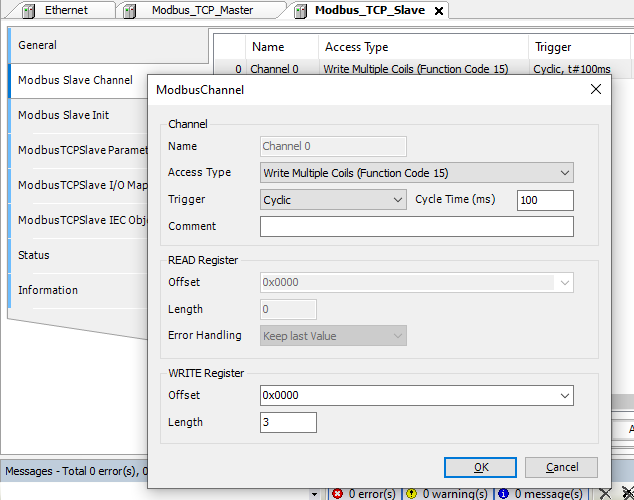 Ethernet Modbus_TCP_Master Modbus_TCP_Slave
General
Name Access Type Trigger
0 Channel 0 Write Multiple Coils (Function Code 15) Cyclic, t#100ms
Modbus Slave Channel
ModbusChannel
Modbus Slave Init
Channel
Name Channel 0
ModbusTCPSlave Paramet
Access Type Write Multiple Coils (Function Code 15)
ModbusTCPSlave I/O Map
Trigger Cyclic Cycle Time (ms) 100
ModbusTCPSlave IEC Obje
Comment
Status
READ Register
Offset 0x0000
Information
Length 0
Error Handling Keep last Value
WRITE Register
Offset 0x0000
Length 3
OK Cancel
Messages - Total 0 error(s), 0
0 error(s) 0 warning(s) 0 message(s)